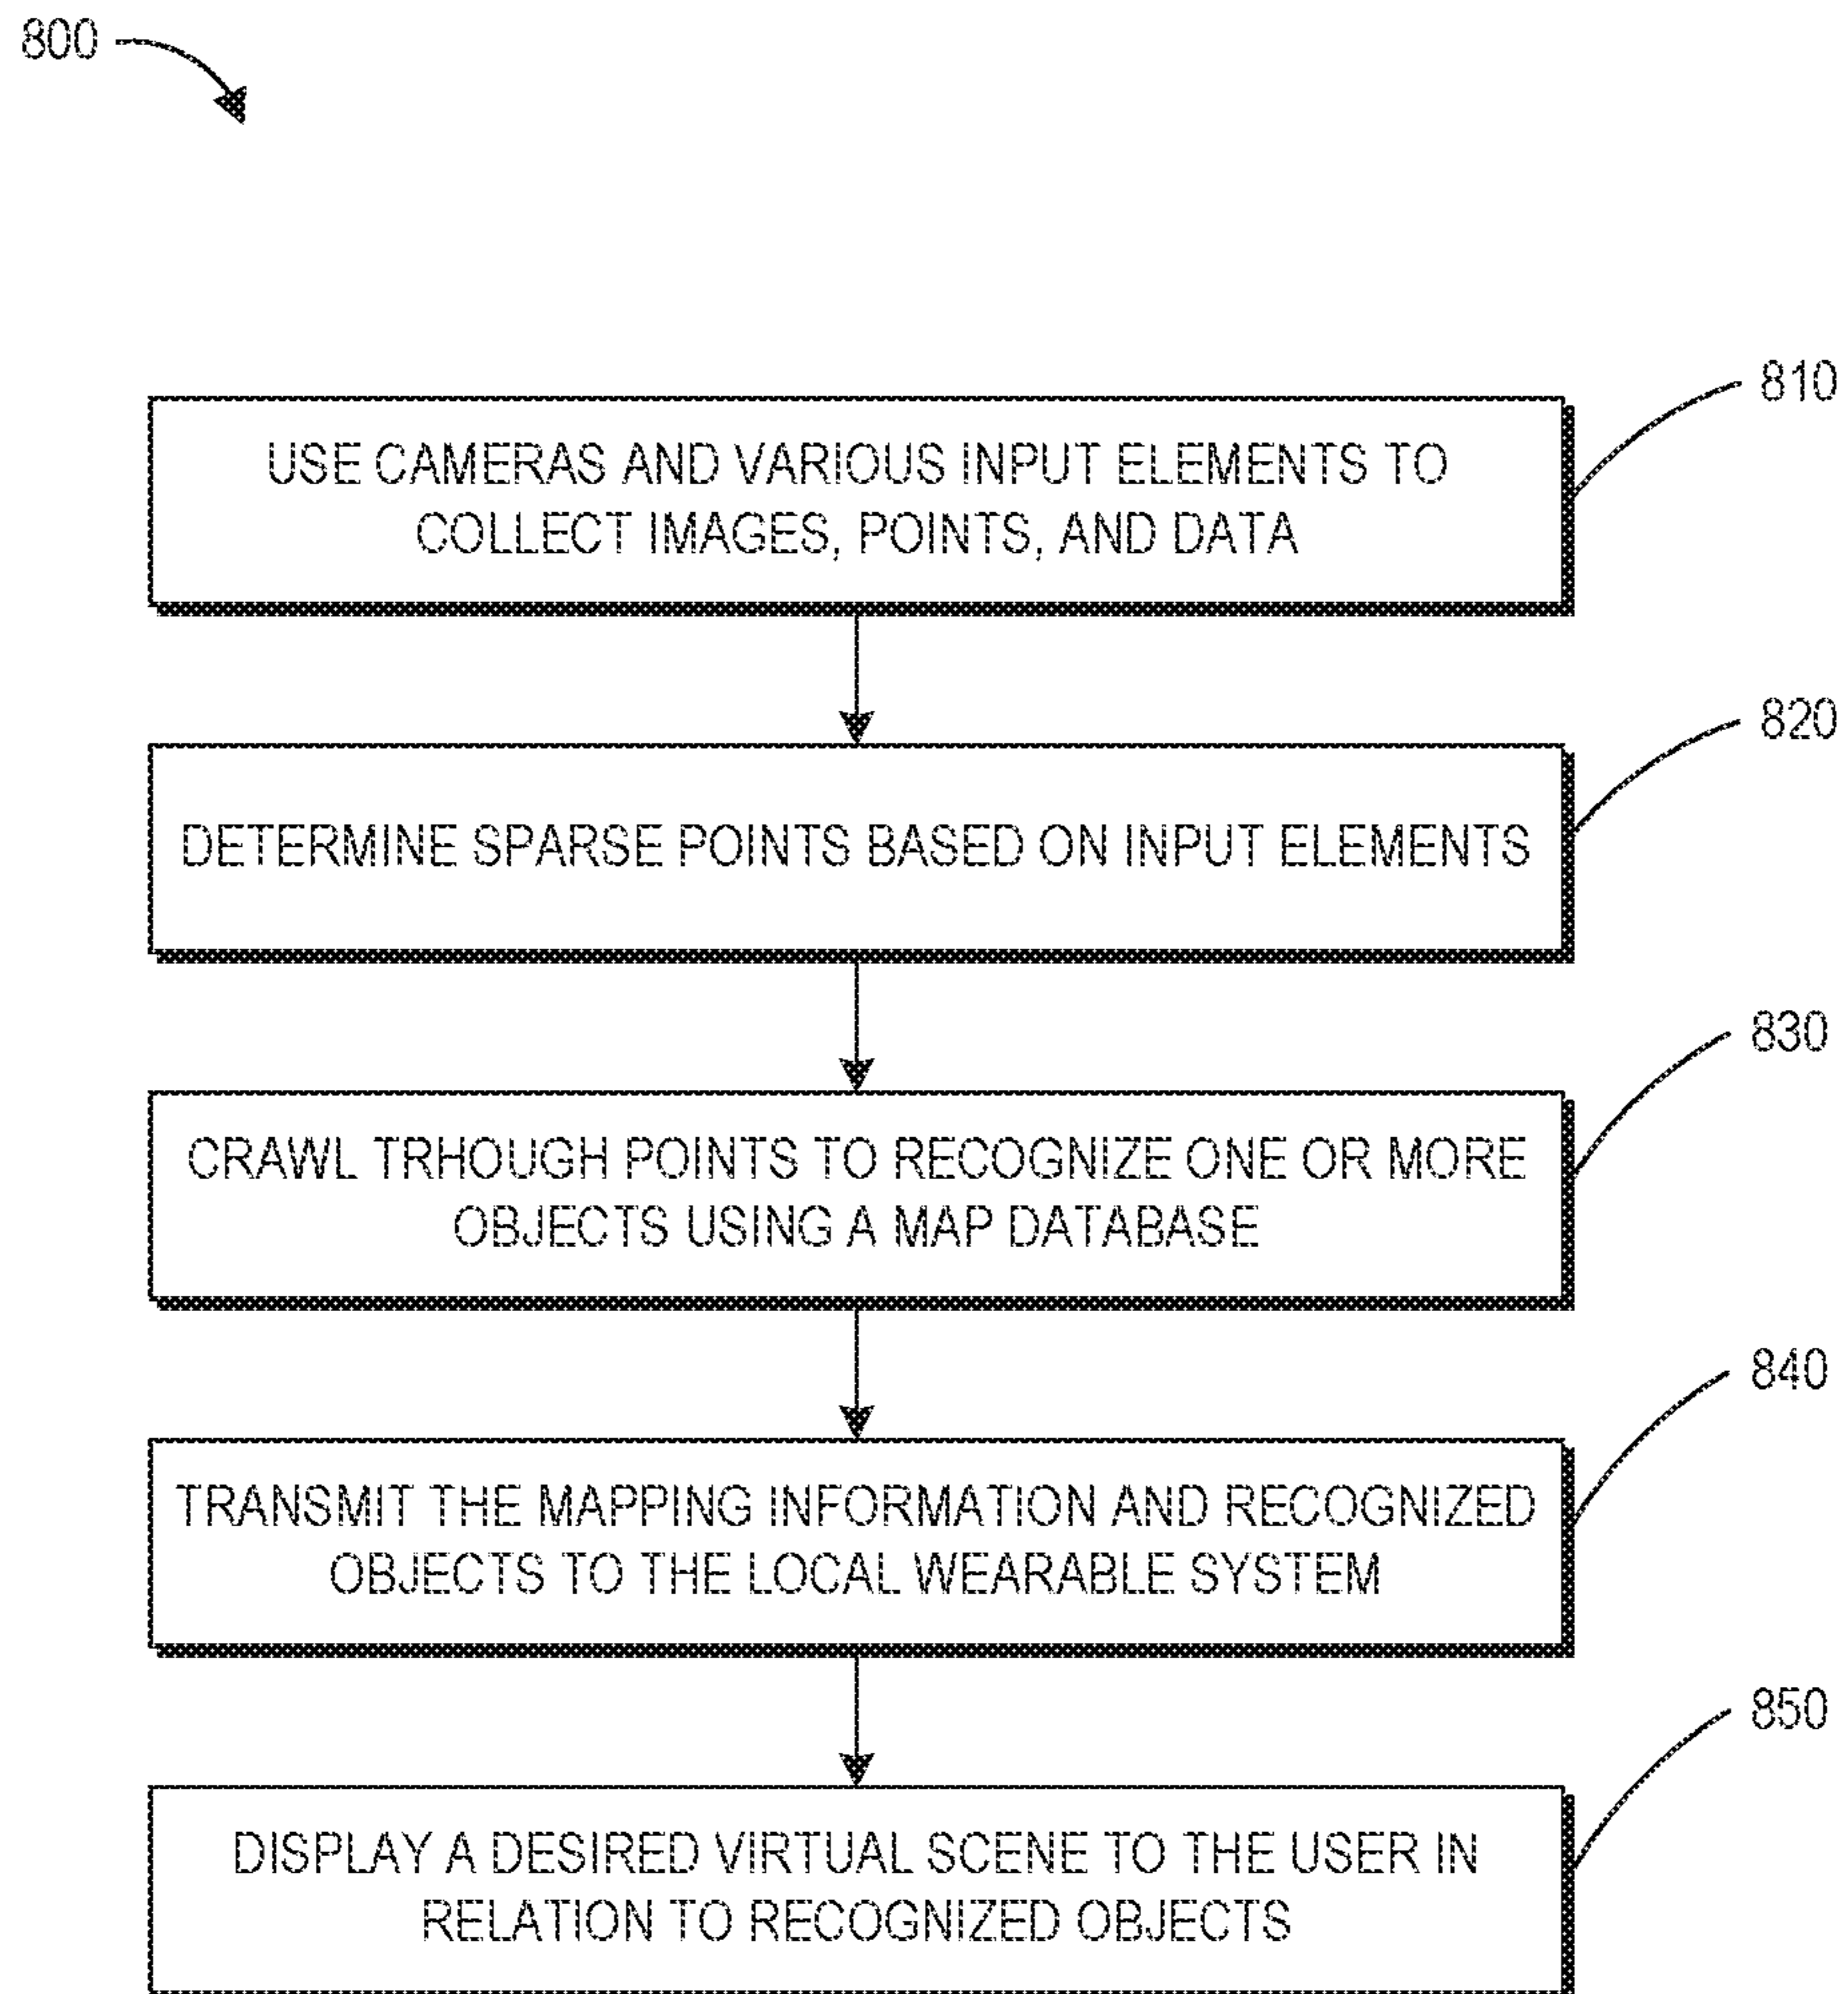 800
810
USE CAMERAS AND VARIOUS INPUT ELEMENTS TO
COLLECT IMAGES, POINTS, AND DATA
820
DETERMINE SPARSE POINTS BASED ON INPUT ELEMENTS
830
CRAWL TRHOUGH POINTS TO RECOGNIZE ONE OR MORE
OBJECTS USING A MAP DATABASE
840
TRANSMIT THE MAPPING INFORMATION AND RECOGNIZED
OBJECTS TO THE LOCAL WEARABLE SYSTEM
850
DISPLAY A DESIRED VIRTUAL SCENE TO THE USER IN
RELATION TO RECOGNIZED OBJECTS